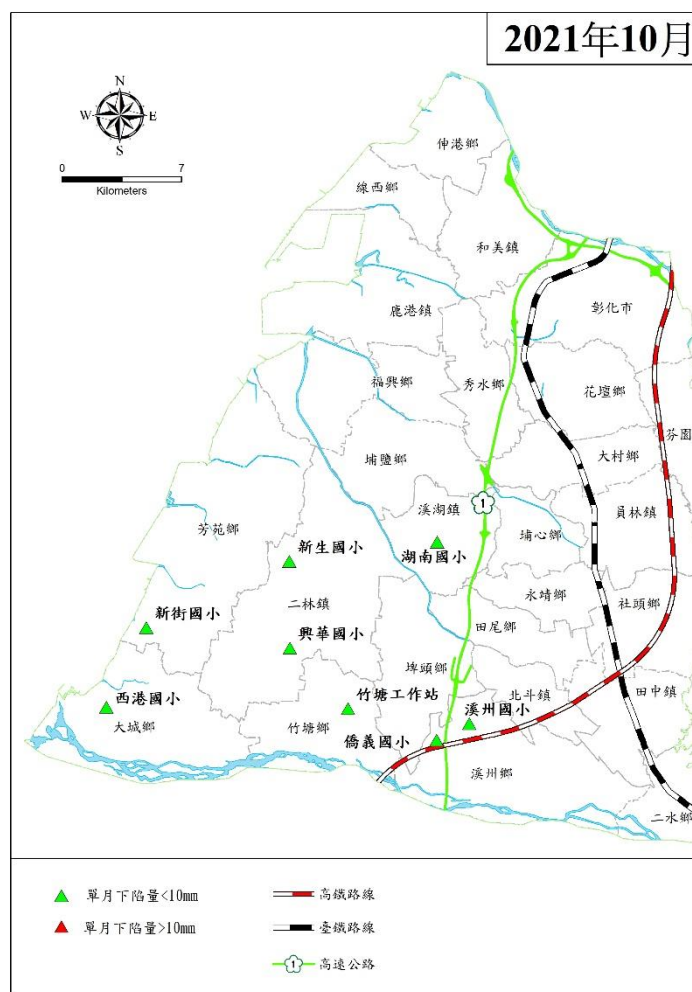 2021年10月
N
W E
S
0 7
Kilometers
伸港鄉
線西鄉
和美鎮
鹿港鎮
彰化市
福興鄉
秀水鄉
花壇鄉
芬園
大村鄉
埔鹽鄉
溪湖鎮
員林鎮
1
芳苑鄉
埔心鄉
新生國小
湖南國小
永靖鄉
二林鎮
社頭鄉
新街國小
田尾鄉
興華國小
埤頭鄉
北斗鎮
田中鎮
西港國小
竹塘工作站
溪州國小
大城鄉
竹塘鄉
僑義國小
溪州鄉
二水鄉
單月下陷量<10mm
高鐵路線
單月下陷量>10mm
臺鐵路線
1
高速公路